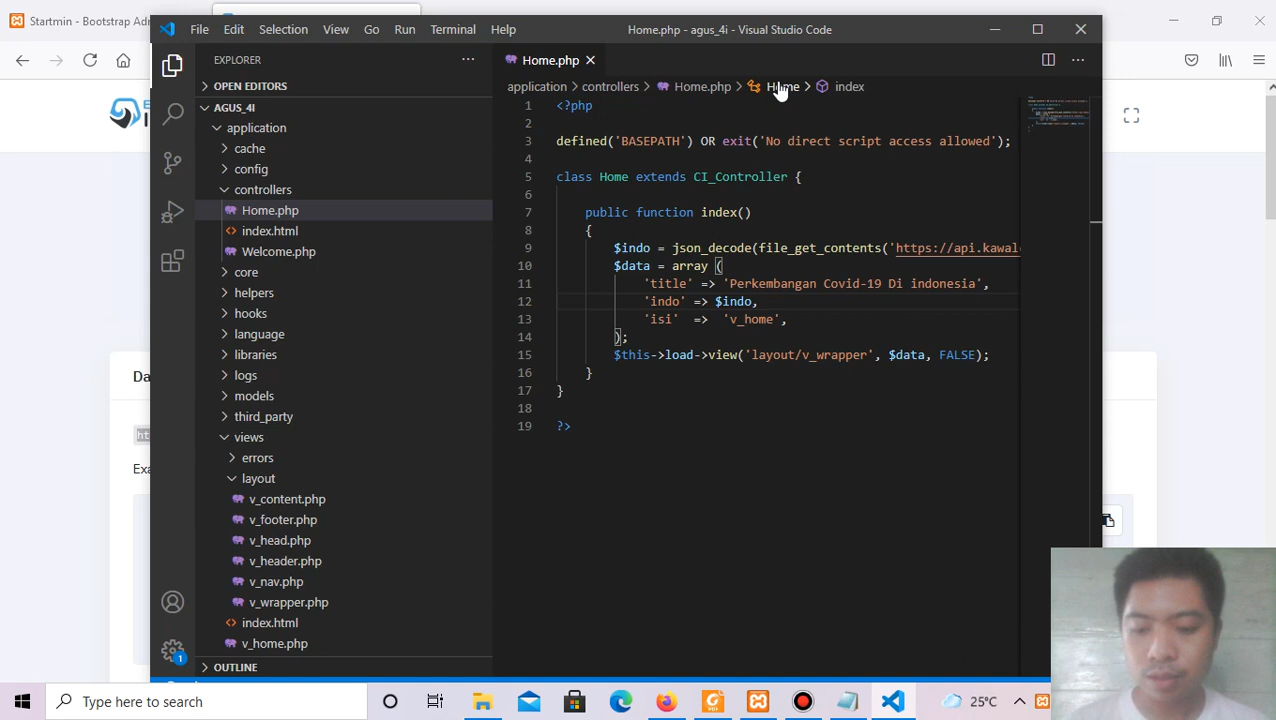 Startmin - Bootstrap Adm
File Edit Selection View Go Run Terminal Help
Home.php - agus_4i - Visual Studio Code
EXPLORER
Home.php
OPEN EDITORS
application > controllers > Home.php > Home > index
AGUS_4I
application
cache
config
controllers
Home.php
index.html
Welcome.php
core
helpers
hooks
language
libraries
logs
models
third_party
views
errors
layout
v_content.php
v_footer.php
v_head.php
v_header.php
v_nav.php
v_wrapper.php
index.html
v_home.php
OUTLINE
1 <?php
2
3 defined('BASEPATH') OR exit('No direct script access allowed');
4
5 class Home extends CI_Controller {
6
7 public function index()
8 {
9 $indo = json_decode(file_get_contents('https://api.kawal
10 $data = array (
11 'title' => 'Perkembangan Covid-19 Di indonesia',
12 'indo' => $indo,
13 'isi' => 'v_home',
14 );
15 $this->load->view('layout/v_wrapper', $data, FALSE);
16 }
17 }
18
19 ?>
Da
Exa
1
Type here to search
25°C